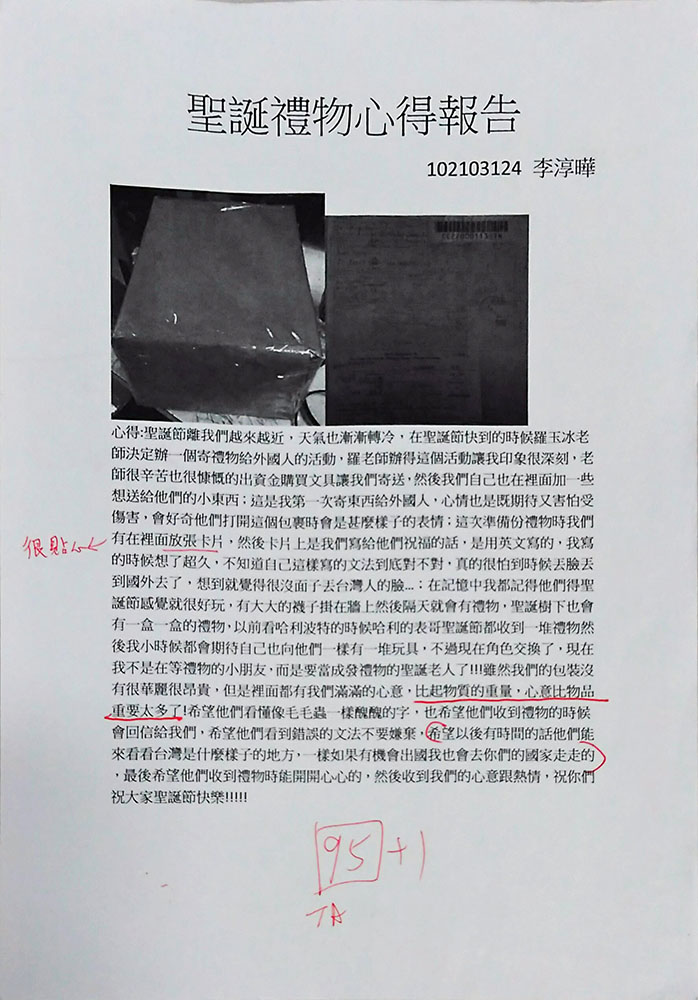 聖誕禮物心得報告
102103124 李淳曄
心得:聖誕節離我們越來越近，天氣也漸漸轉冷，在聖誕節快到的時候羅玉冰老
師決定辦一個寄禮物給外國人的活動，羅老師辦得這個活動讓我印象很深刻，老
師很辛苦也很慷慨的出資金購買文具讓我們寄送，然後我們自己也在裡面加一些
想送給他們的小東西；這是我第一次寄東西給外國人，心情也是既期待又害怕受
傷害，會好奇他們打開這個包裹時會是甚麼樣子的表情；這次準備份禮物時我們
很貼心
有在裡面放張卡片，然後卡片上是我們寫給他們祝福的話，是用英文寫的，我寫
的時候想了超久，不知道自己這樣寫的文法到底對不對，真的很怕到時候丟臉丟
到國外去了，想到就覺得很沒面子丟台灣人的臉...；在記憶中我都記得他們得聖
誕節感覺就很好玩，有大大的襪子掛在牆上然後隔天就會有禮物，聖誕樹下也會
有一盒一盒的禮物，以前看哈利波特的時候哈利的表哥聖誕節都收到一堆禮物然
後我小時候都會期待自己也向他們一樣有一堆玩具，不過現在角色交換了，現在
我不是在等禮物的小朋友，而是要當成發禮物的聖誕老人了!!!雖然我們的包裝沒
有很華麗很昂貴，但是裡面都有我們滿滿的心意，比起物質的重量，心意比物品
重要太多了!希望他們看懂像毛毛蟲一樣醜醜的字，也希望他們收到禮物的時候
會回信給我們，希望他們看到錯誤的文法不要嫌棄，希望以後有時間的話他們能
來看看台灣是什麼樣子的地方，一樣如果有機會出國我也會去你們的國家走走的
，最後希望他們收到禮物時能開開心心的，然後收到我們的心意跟熱情，祝你們
祝大家聖誕節快樂!!!!!
95+1
TA